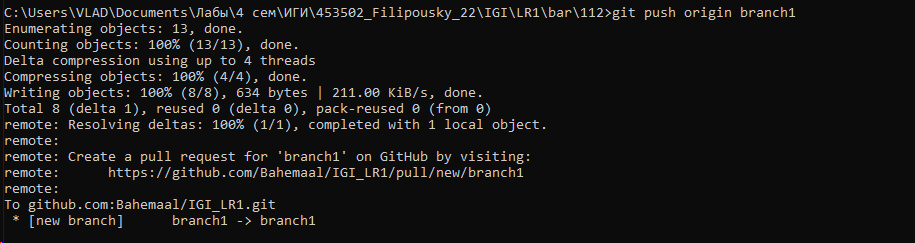 C:\Users\VLAD\Documents\Лабы\4 сем\ИГИ\453502_Filipousky_22\IGI\LR1\bar\112>git push origin branch1
Enumerating objects: 13, done.
Counting objects: 100% (13/13), done.
Delta compression using up to 4 threads
Compressing objects: 100% (4/4), done.
Writing objects: 100% (8/8), 634 bytes | 211.00 KiB/s, done.
Total 8 (delta 1), reused 0 (delta 0), pack-reused 0 (from 0)
remote: Resolving deltas: 100% (1/1), completed with 1 local object.
remote:
remote: Create a pull request for 'branch1' on GitHub by visiting:
remote:      https://github.com/Bahemaal/IGI_LR1/pull/new/branch1
remote:
To github.com:Bahemaal/IGI_LR1.git
 * [new branch]      branch1 -> branch1